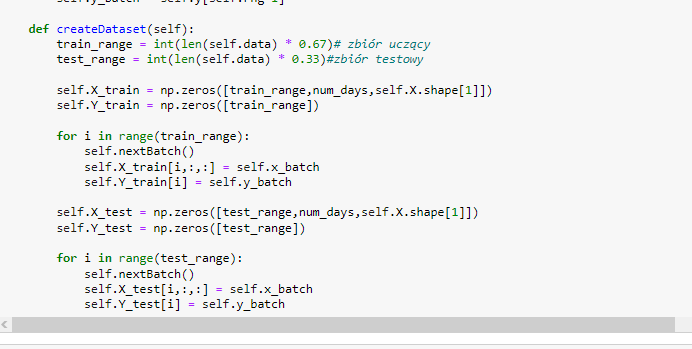 def createDataset(self):
train_range = int(len(self.data) * 0.67)# zbiór uczący
test_range = int(len(self.data) * 0.33)#zbiór testowy
self.X_train = np.zeros([train_range,num_days,self.X.shape[1]])
self.Y_train = np.zeros([train_range])
for i in range(train_range):
self.nextBatch()
self.X_train[i,:,:] = self.x_batch
self.Y_train[i] = self.y_batch
self.X_test = np.zeros([test_range,num_days,self.X.shape[1]])
self.Y_test = np.zeros([test_range])
for i in range(test_range):
self.nextBatch()
self.X_test[i,:,:] = self.x_batch
self.Y_test[i] = self.y_batch